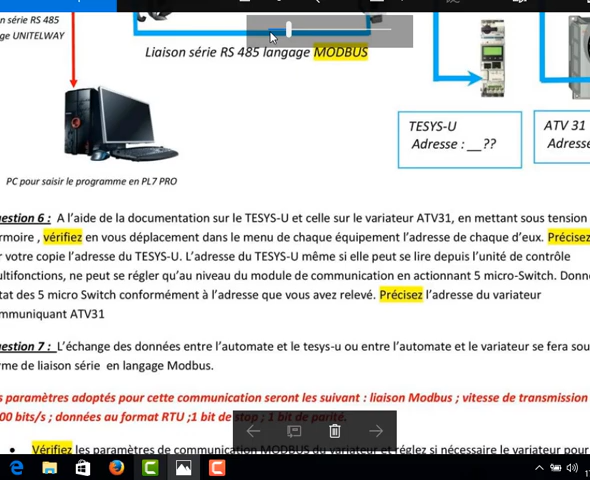 n série RS 485
ge UNITELWAY
Liaison série RS 485 langage MODBUS
TESYS-U
Adresse : __??
ATV 31
Adresse
PC pour saisir le programme en PL7 PRO
uestion 6 : A l'aide de la documentation sur le TESYS-U et celle sur le variateur ATV31, en mettant sous tension
rmoire , vérifiez en vous déplacement dans le menu de chaque équipement l'adresse de chaque d'eux. Précisez
r votre copie l'adresse du TESYS-U. L'adresse du TESYS-U même si elle peut se lire depuis l'unité de contrôle
ultifonctions, ne peut se régler qu'au niveau du module de communication en actionnant 5 micro-Switch. Donn
tat des 5 micro Switch conformément à l'adresse que vous avez relevé. Précisez l'adresse du variateur
mmuniquant ATV31
uestion 7 : L'échange des données entre l'automate et le tesys-u ou entre l'automate et le variateur se fera sou
rme de liaison série en langage Modbus.
s paramètres adoptés pour cette communication seront les suivant : liaison Modbus ; vitesse de transmission
00 bits/s ; données au format RTU ;1 bit de stop ; 1 bit de parité.
• Vérifiez les paramètres de communication MODBUS du variateur et réglez si nécessaire le variateur pour